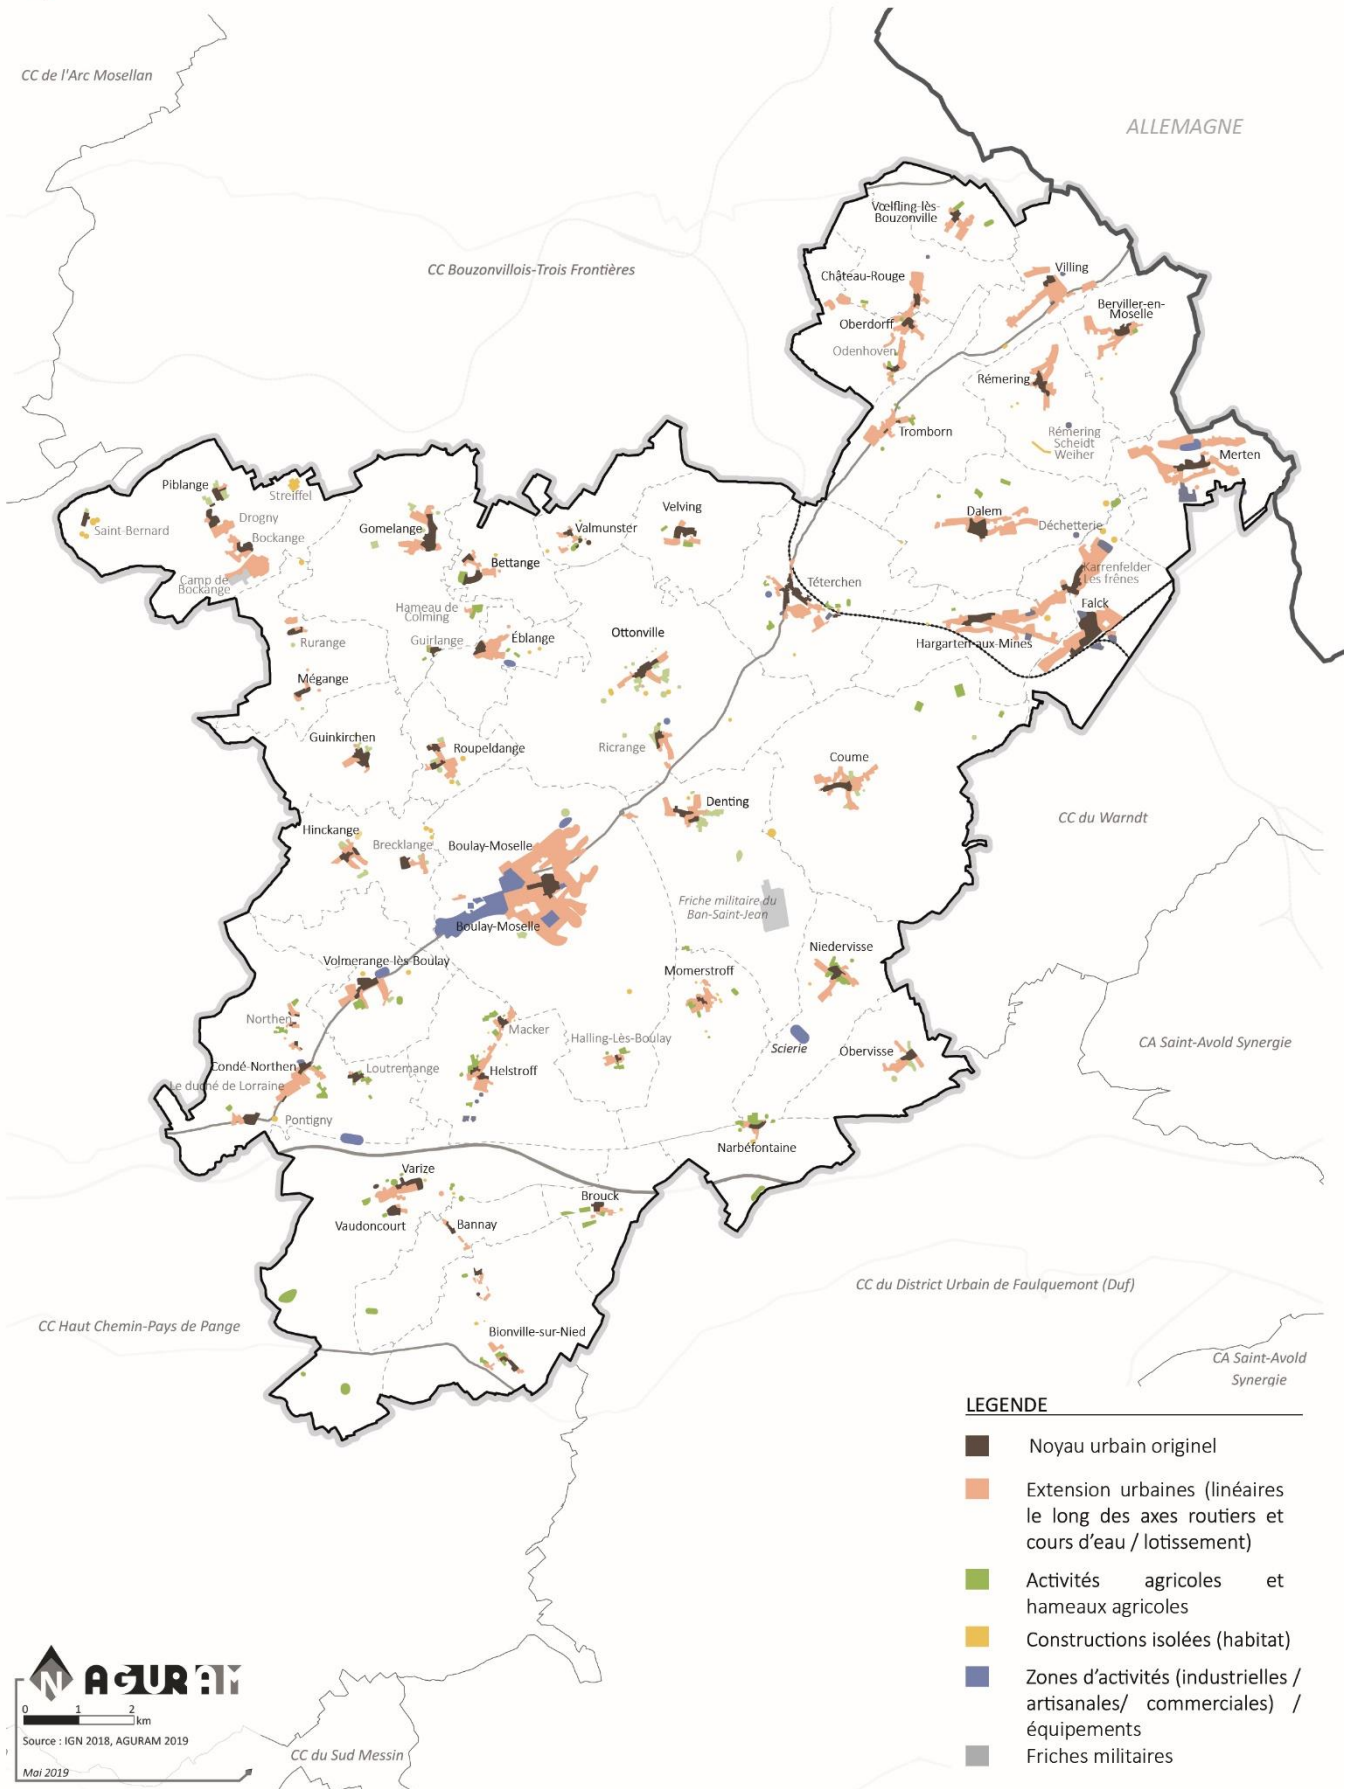 CC de l'Arc Mosellan
ALLEMAGNE
CC Bouzonvillois-Trois Frontières
Vœlfling-lès-
Bouzonville
Château-Rouge
Villing
Berviller-en-
Moselle
Oberdorff
Odenhoven
Rémering
Tromborn
Rémering
Scheidt
Weiher
Merten
Piblange
Streiffel
Drogny
Saint-Bernard
Bockange
Camp de
Bockange
Gomelange
Valmunster
Velving
Bettange
Dalem
Déchetterie
Karrenfelder
Les frênes
Téterchen
Falck
Hargarten-aux-Mines
Hameau de
Colming
Guirlange
Éblange
Ottonville
Rurange
Mégange
Guinkirchen
Roupeldange
Ricrange
Coume
Denting
CC du Warndt
Hinckange
Brecklange
Boulay-Moselle
Friche militaire du
Ban-Saint-Jean
Boulay-Moselle
Niedervisse
Volmerange-lès-Boulay
Momerstroff
Northen
Macker
Halling-Lès-Boulay
Scierie
Obervisse
CA Saint-Avold Synergie
Condé-Northen
Loutremange
Helstroff
Le duché de Lorraine
Pontigny
Narbéfontaine
Varize
Brouck
Vaudoncourt
Bannay
CC du District Urbain de Faulquemont (Duf)
CC Haut Chemin-Pays de Pange
Bionville-sur-Nied
CA Saint-Avold
Synergie
LEGENDE
Noyau urbain originel
Extension urbaines (linéaires
le long des axes routiers et
cours d'eau / lotissement)
Activités agricoles et
hameaux agricoles
Constructions isolées (habitat)
Zones d'activités (industrielles /
artisanales/ commerciales) /
équipements
Friches militaires
N AGURAM
0 1 2
km
Source : IGN 2018, AGURAM 2019
Mai 2019
CC du Sud Messin